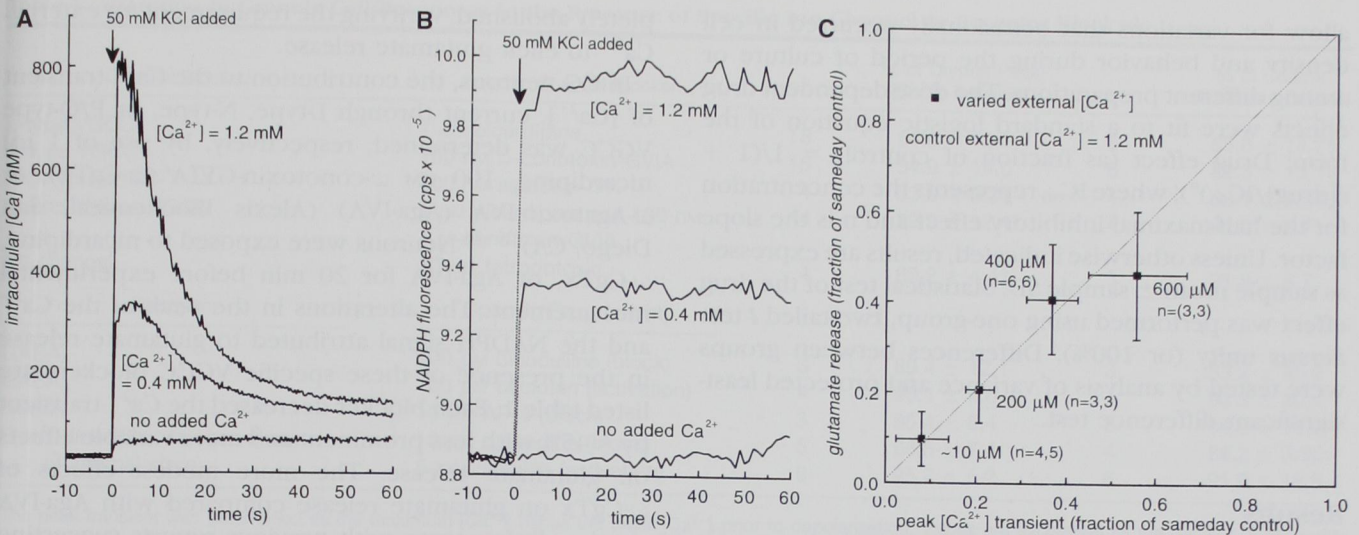 A
50 mM KCl added
intracellular [Ca] (nM)
800
600
400
200
0
[Ca²⁺] = 1.2 mM
[Ca²⁺]
= 0.4 mM
no added Ca²⁺
-10 0 10 20 30 40 50 60
time (s)
B
50 mM KCl added
NADPH fluorescence (cps x 10⁻⁵)
10.0
9.8
9.6
9.4
9.2
9.0
8.8
[Ca²⁺] = 1.2 mM
[Ca²⁺] = 0.4 mM
no added Ca²⁺
-10 0 10 20 30 40 50 60
time (s)
C
glutamate release (fraction of sameday control)
1.0
0.8
0.6
0.4
0.2
0.0
varied external [Ca²⁺]
control external [Ca²⁺] = 1.2 mM
400 μM
(n=6,6)
600 μM
n=(3,3)
200 μM (n=3,3)
~10 μM (n=4,5)
0.0 0.2 0.4 0.6 0.8 1.0
peak [Ca²⁺] transient (fraction of sameday control)